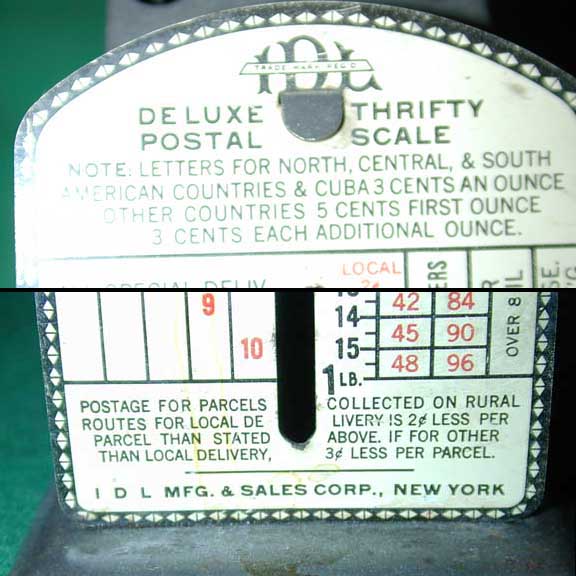 IDL
TRADE MARK REG'D
DELUXE THRIFTY
POSTAL SCALE
NOTE: LETTERS FOR NORTH, CENTRAL, & SOUTH
AMERICAN COUNTRIES & CUBA 3 CENTS AN OUNCE
OTHER COUNTRIES 5 CENTS FIRST OUNCE
3 CENTS EACH ADDITIONAL OUNCE.
SPECIAL DELIV
LOCAL
2¢
9
10
42 84
14
45 90
15
48 96
1 LB.
OVER 8
POSTAGE FOR PARCELS COLLECTED ON RURAL
ROUTES FOR LOCAL DE LIVERY IS 2¢ LESS PER
PARCEL THAN STATED ABOVE. IF FOR OTHER
THAN LOCAL DELIVERY, 3¢ LESS PER PARCEL.
I D L MFG. & SALES CORP., NEW YORK